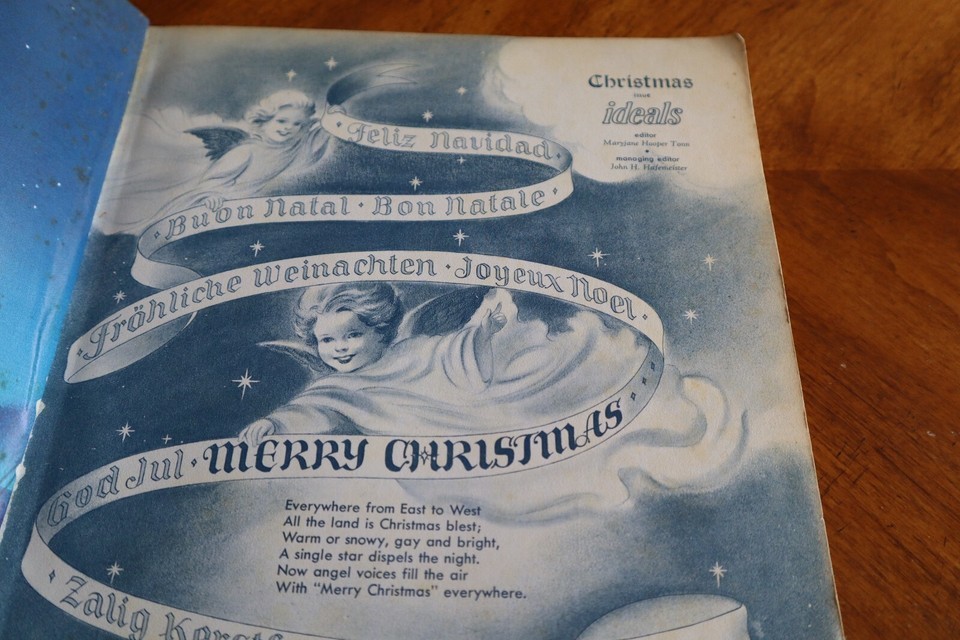 Christmas
issue
ideals
editor
Maryjane Hooper Tonn
managing editor
John H. Hafemeister
Feliz Navidad.
Buon Natal · Bon Natale
Fröhliche Weinachten · Joyeux Noel
God Jul · MERRY CHRISTMAS
Everywhere from East to West
All the land is Christmas blest;
Warm or snowy, gay and bright,
A single star dispels the night.
Now angel voices fill the air
With "Merry Christmas" everywhere.
Zalig